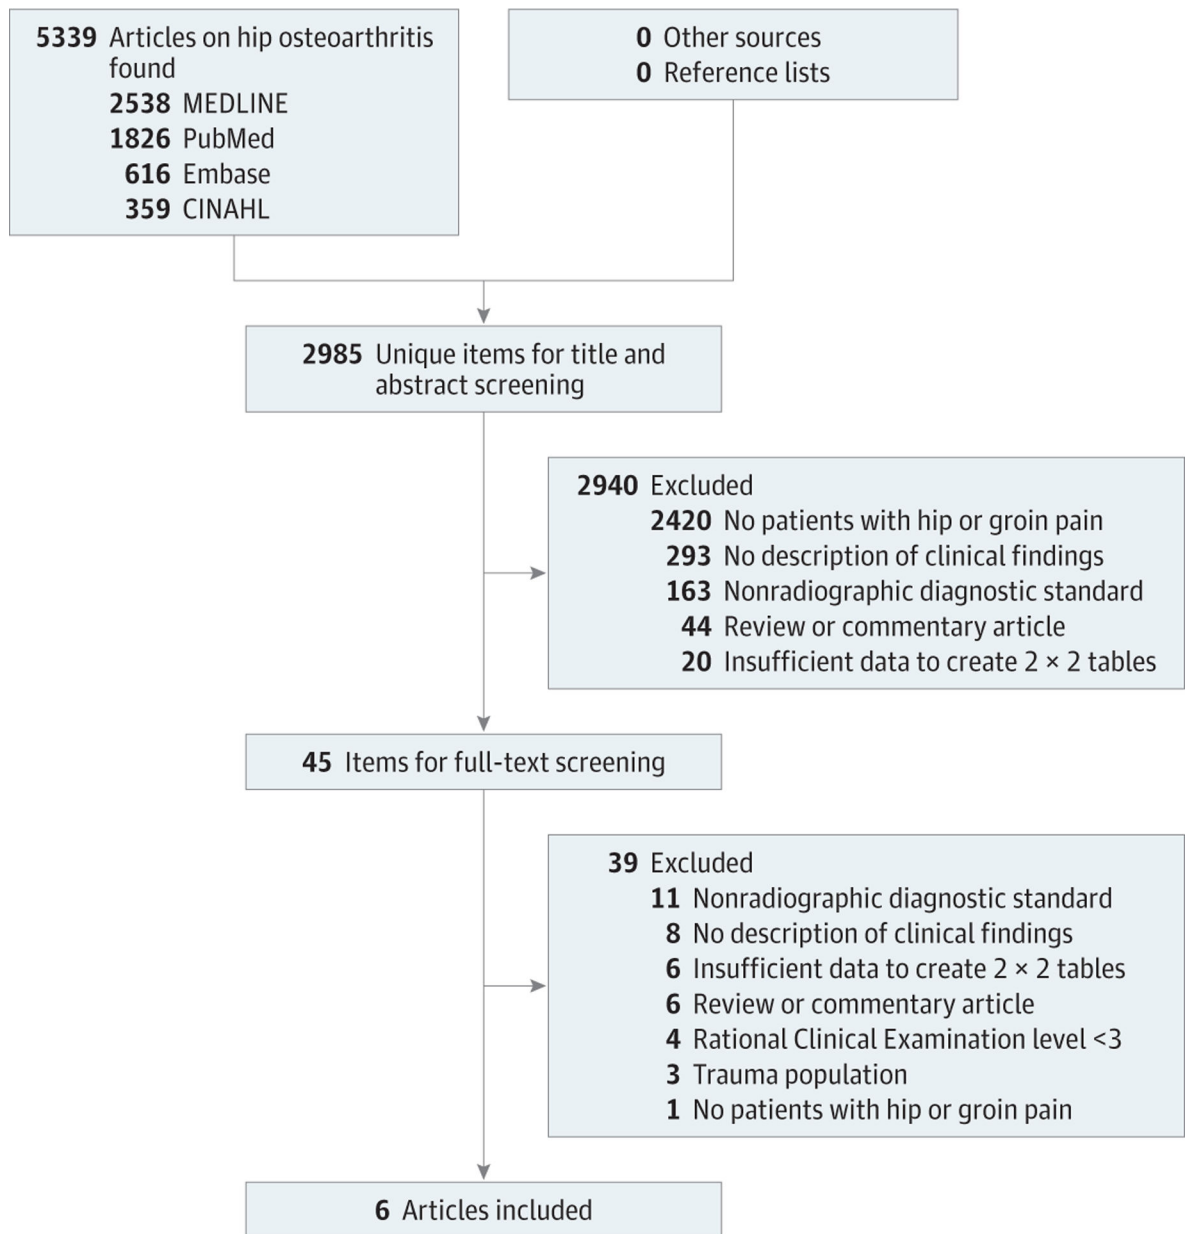 5339 Articles on hip osteoarthritis
found
2538 MEDLINE
1826 PubMed
616 Embase
359 CINAHL
0 Other sources
0 Reference lists
2985 Unique items for title and
abstract screening
2940 Excluded
2420 No patients with hip or groin pain
293 No description of clinical findings
163 Nonradiographic diagnostic standard
44 Review or commentary article
20 Insufficient data to create 2 × 2 tables
45 Items for full-text screening
39 Excluded
11 Nonradiographic diagnostic standard
8 No description of clinical findings
6 Insufficient data to create 2 × 2 tables
6 Review or commentary article
4 Rational Clinical Examination level <3
3 Trauma population
1 No patients with hip or groin pain
6 Articles included